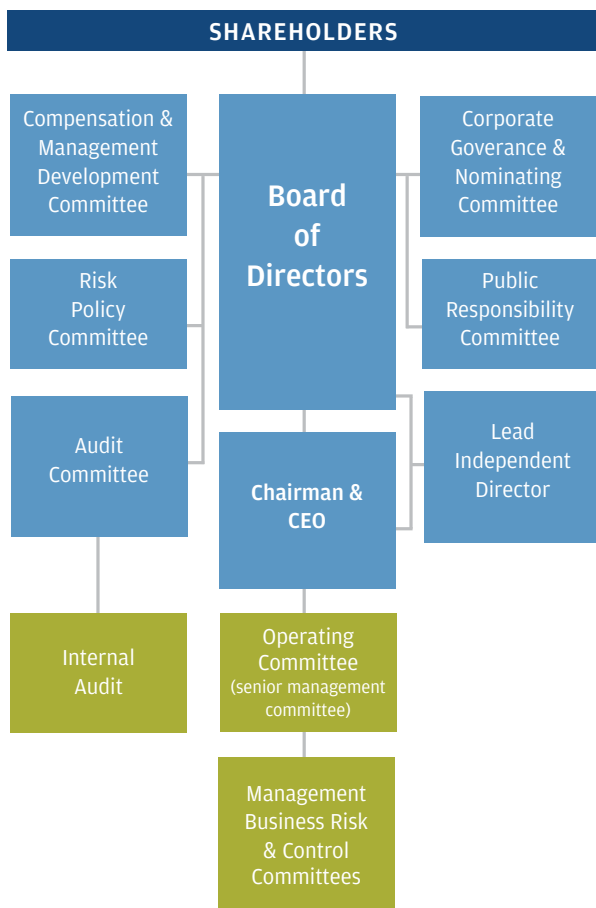 SHAREHOLDERS
Compensation &
Management
Development
Committee
Board
of
Directors
Corporate
Goverance &
Nominating
Committee
Risk
Policy
Committee
Public
Responsibility
Committee
Audit
Committee
Chairman &
CEO
Lead
Independent
Director
Internal
Audit
Operating
Committee
(senior management
committee)
Management
Business Risk
& Control
Committees